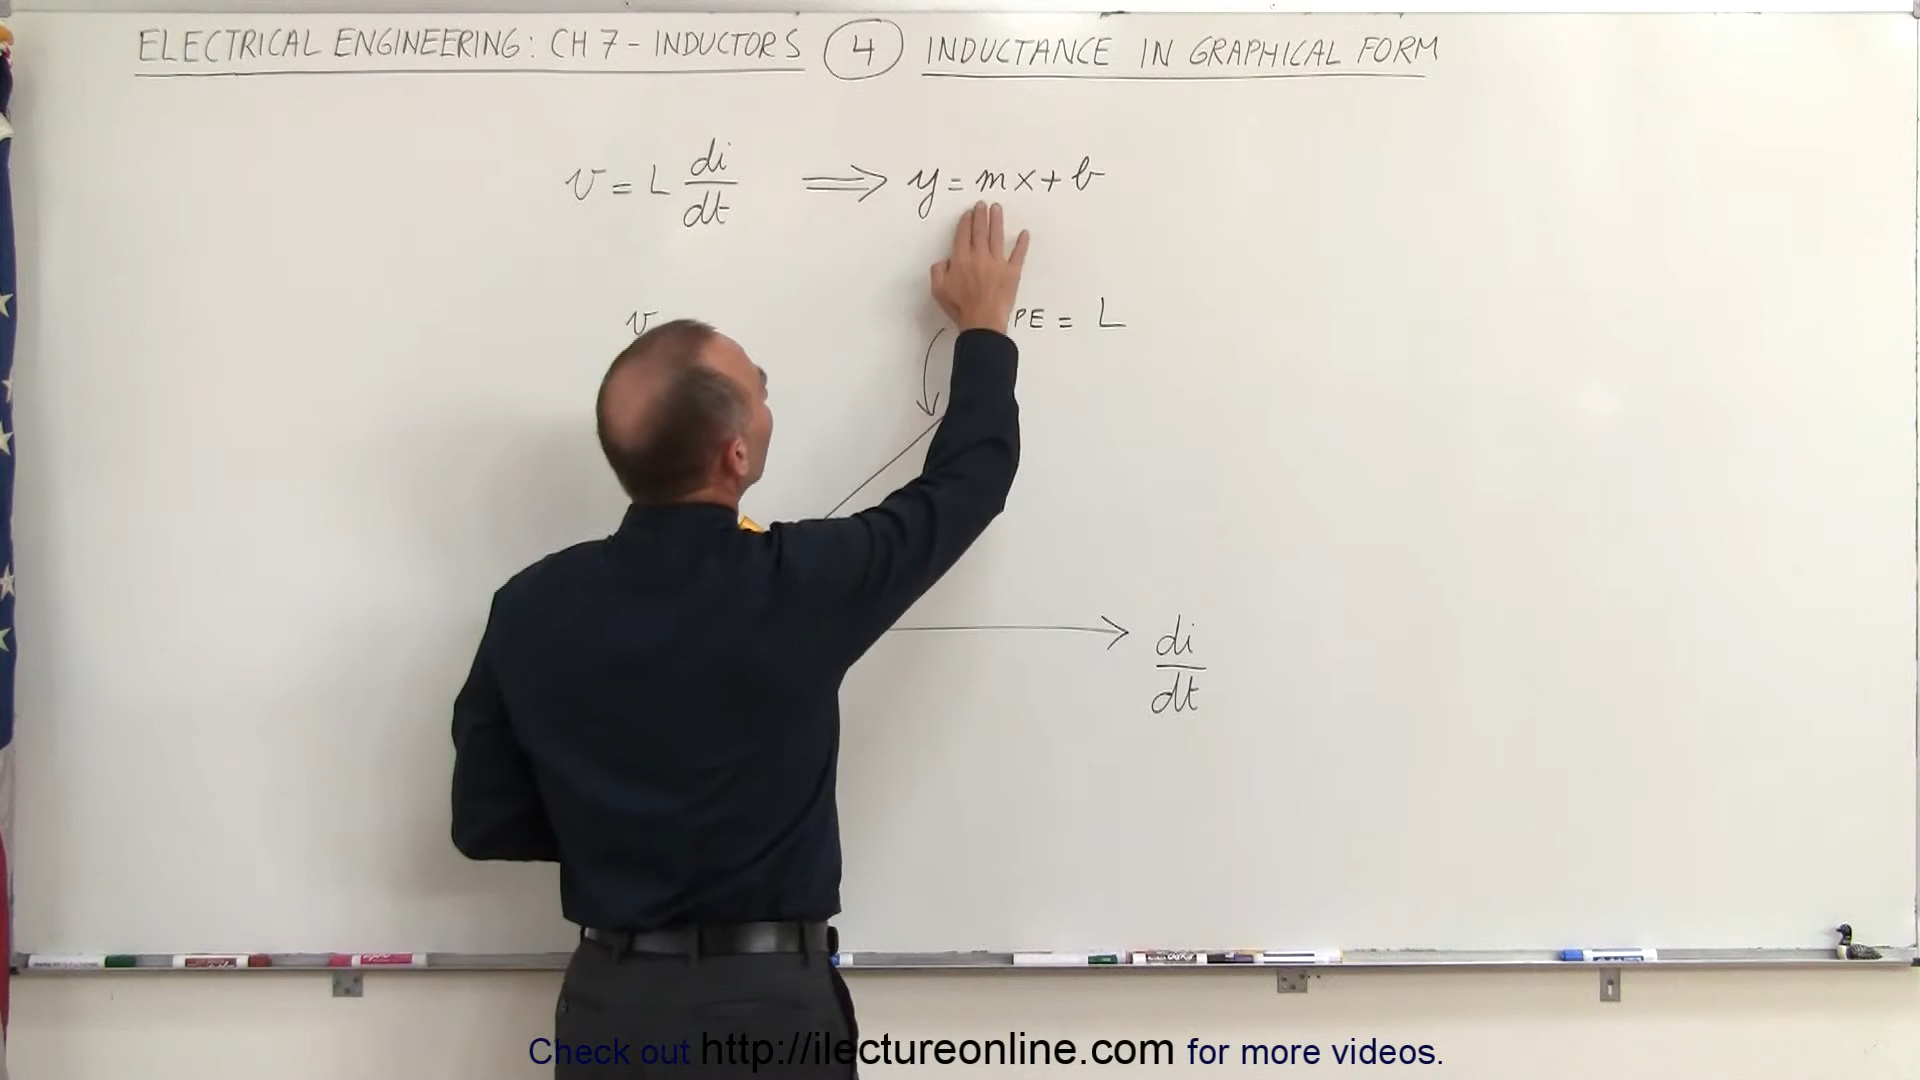 ELECTRICAL ENGINEERING: CH 7 - INDUCTORS 4 INDUCTANCE IN GRAPHICAL FORM
v = L di/dt ⟹ y = mx + b
v
= L
di/dt
Check out http://ilectureonline.com for more videos.